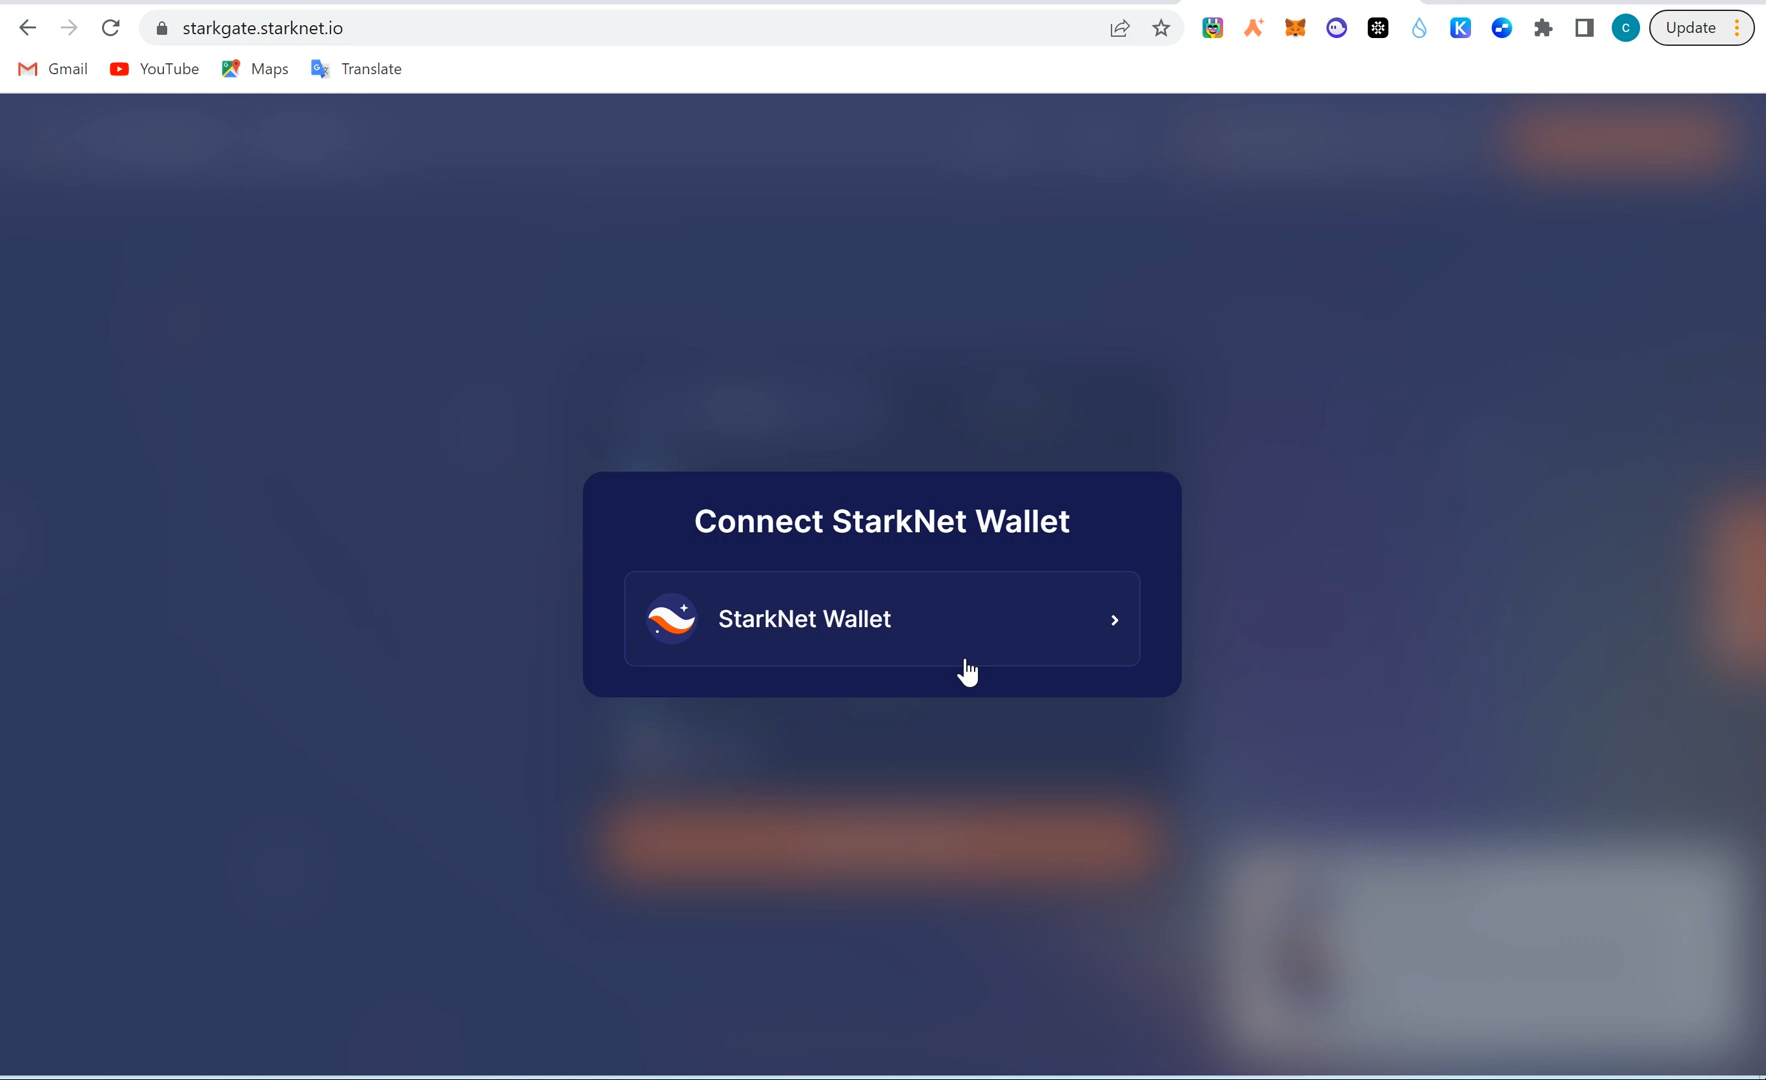 starkgate.starknet.io
C
Update
Gmail
YouTube
Maps
Translate
Connect StarkNet Wallet
StarkNet Wallet